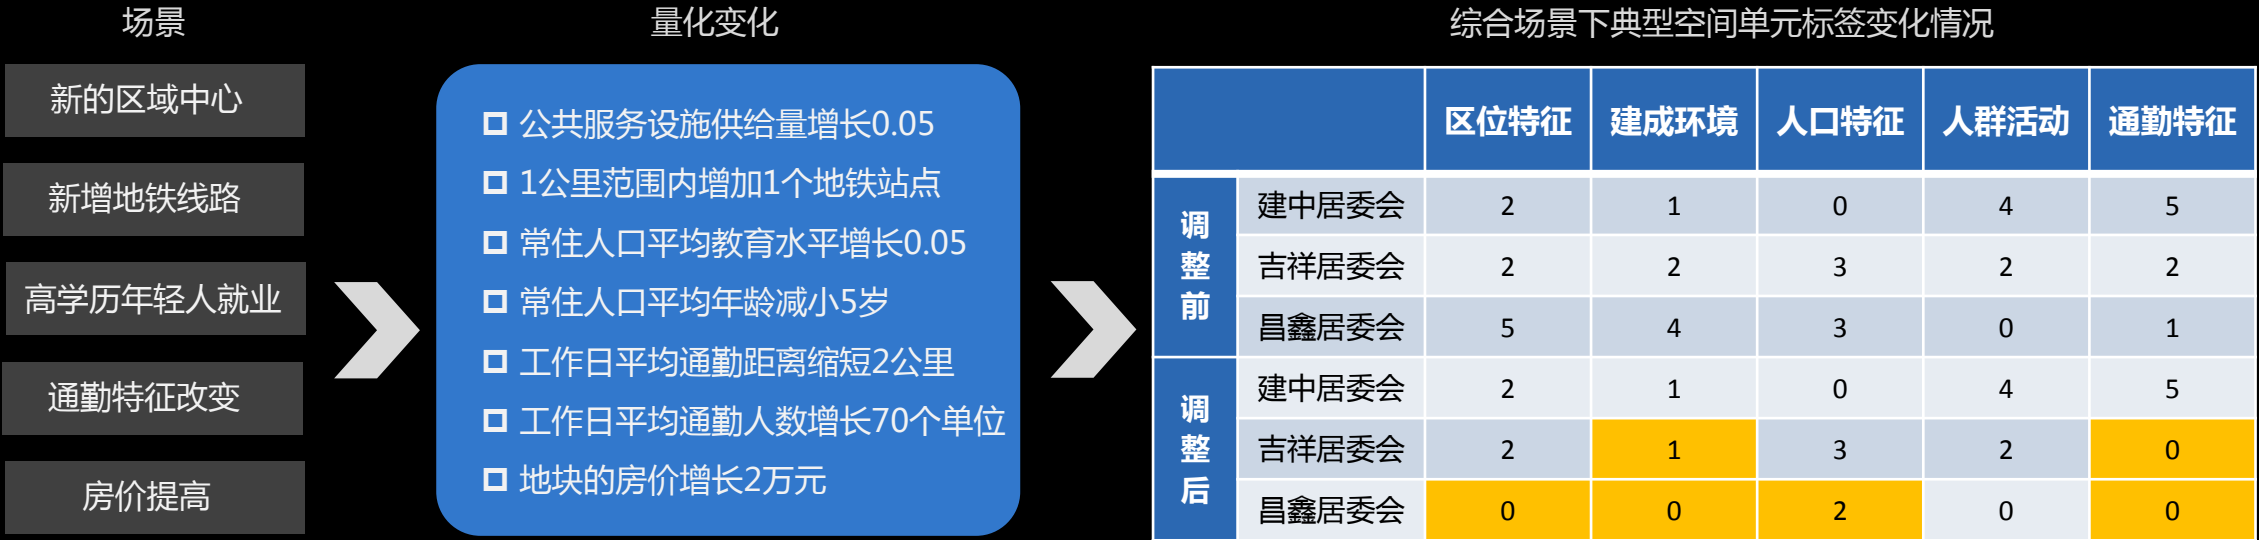 场景
量化变化
综合场景下典型空间单元标签变化情况
新的区域中心
新增地铁线路
高学历年轻人就业
通勤特征改变
房价提高
公共服务设施供给量增长0.05
1公里范围内增加1个地铁站点
常住人口平均教育水平增长0.05
常住人口平均年龄减小5岁
工作日平均通勤距离缩短2公里
工作日平均通勤人数增长70个单位
地块的房价增长2万元
区位特征 建成环境 人口特征 人群活动 通勤特征
调整前
建中居委会 2 1 0 4 5
吉祥居委会 2 2 3 2 2
昌鑫居委会 5 4 3 0 1
调整后
建中居委会 2 1 0 4 5
吉祥居委会 2 1 3 2 0
昌鑫居委会 0 0 2 0 0